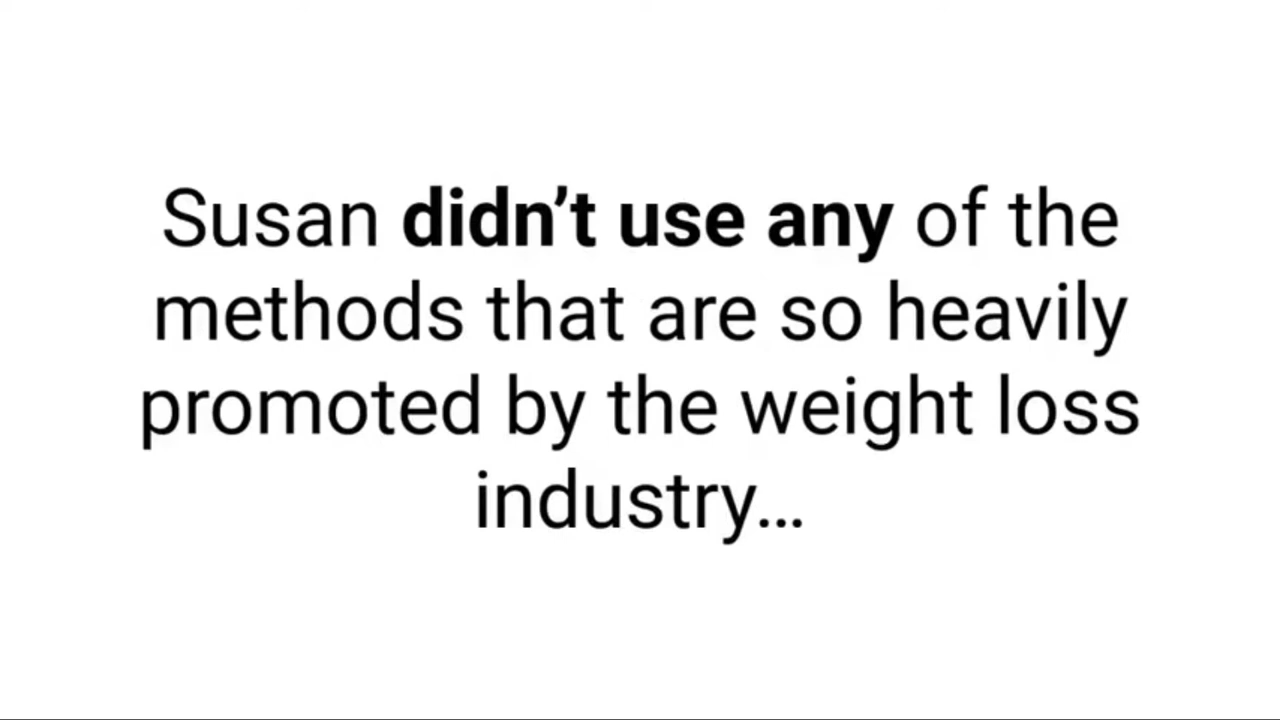 Susan didn’t use any of the
methods that are so heavily
promoted by the weight loss
industry…